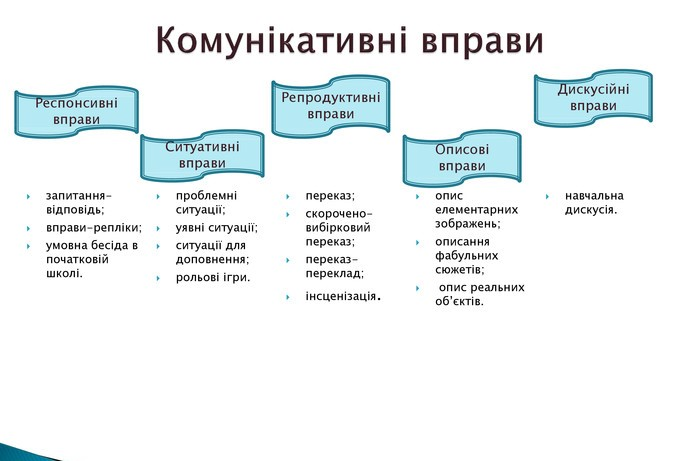 Комунікативні вправи
Респонсивні
вправи
запитання-
відповідь;
вправи-репліки;
умовна бесіда в
початковій
школі.
Ситуативні
вправи
проблемні
ситуації;
уявні ситуації;
ситуації для
доповнення;
рольові ігри.
Репродуктивні
вправи
переказ;
скорочено-
вибірковий
переказ;
переказ-
переклад;
інсценізація.
Описові
вправи
опис
елементарних
зображень;
описання
фабульних
сюжетів;
опис реальних
об'єктів.
Дискусійні
вправи
навчальна
дискусія.